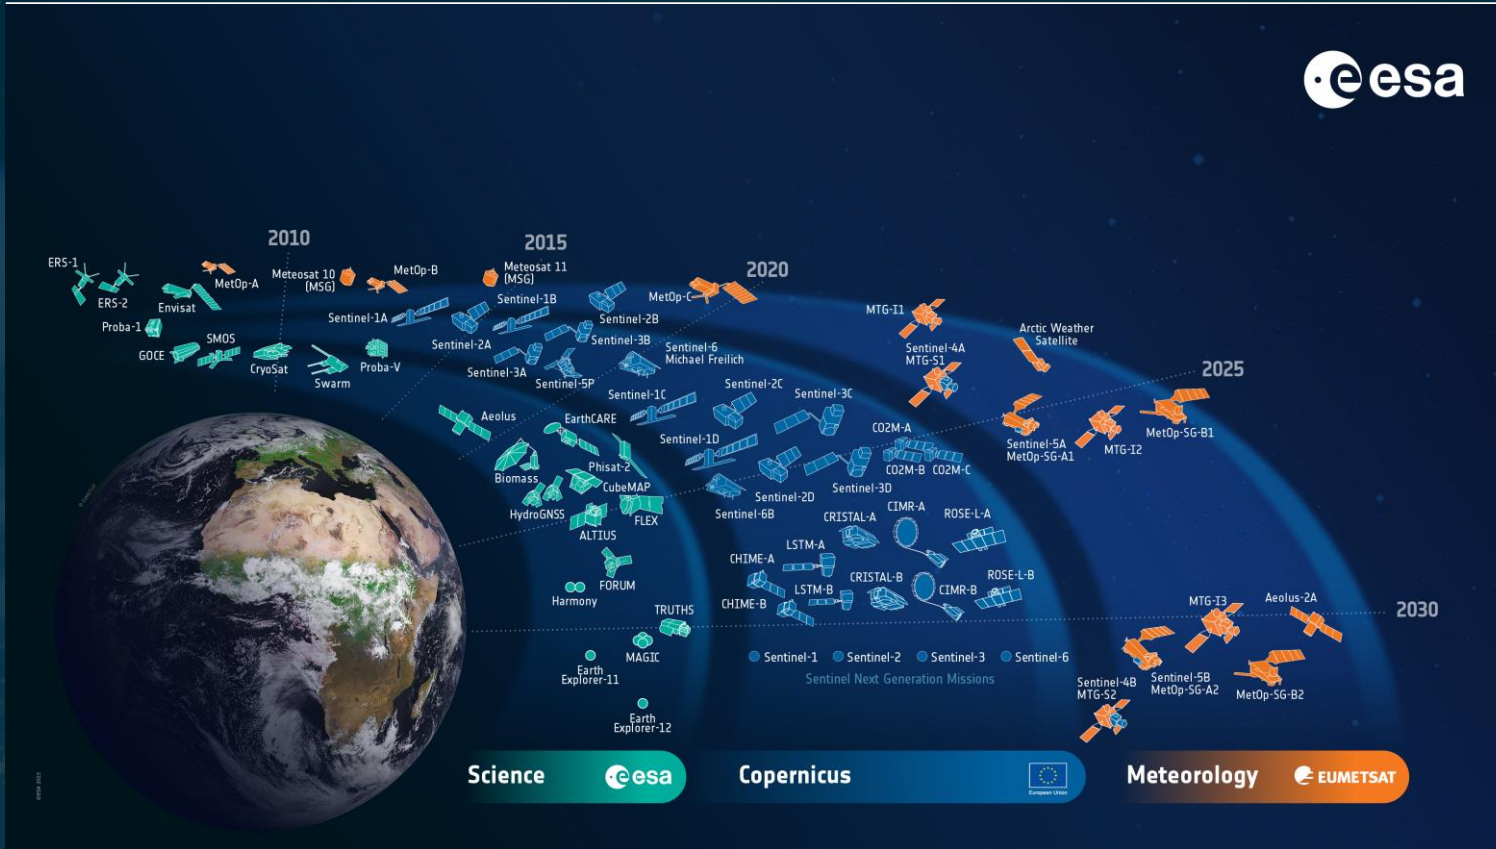 esa
2010
2015
2020
2025
2030
ERS-1
ERS-2
Envisat
MetOp-A
Meteosat 10
(MSG)
MetOp-B
Meteosat 11
(MSG)
MetOp-C
Proba-1
GOCE
SMOS
CryoSat
Swarm
Proba-V
Sentinel-1A
Sentinel-2A
Sentinel-1B
Sentinel-2B
Sentinel-3A
Sentinel-3B
Sentinel-5P
Sentinel-6
Michael Freilich
MTG-I1
Sentinel-4A
MTG-S1
Arctic Weather
Satellite
Aeolus
EarthCARE
Biomass
Phisat-2
CubeMAP
HydroGNSS
ALTIUS
FLEX
Sentinel-1C
Sentinel-2C
Sentinel-3C
Sentinel-1D
Sentinel-2D
Sentinel-3D
Sentinel-6B
CO2M-A
CO2M-B
CO2M-C
Sentinel-5A
MetOp-SG-A1
MTG-I2
MetOp-SG-B1
FORUM
Harmony
TRUTHS
MAGIC
Earth
Explorer-11
Earth
Explorer-12
CRISTAL-A
CIMR-A
ROSE-L-A
CHIME-A
LSTM-A
CHIME-B
LSTM-B
CRISTAL-B
CIMR-B
ROSE-L-B
Sentinel-1
Sentinel-2
Sentinel-3
Sentinel-6
Sentinel Next Generation Missions
MTG-I3
Aeolus-2A
Sentinel-4B
MTG-S2
Sentinel-5B
MetOp-SG-A2
MetOp-SG-B2
Science
esa
Copernicus
European Union
Meteorology
EUMETSAT